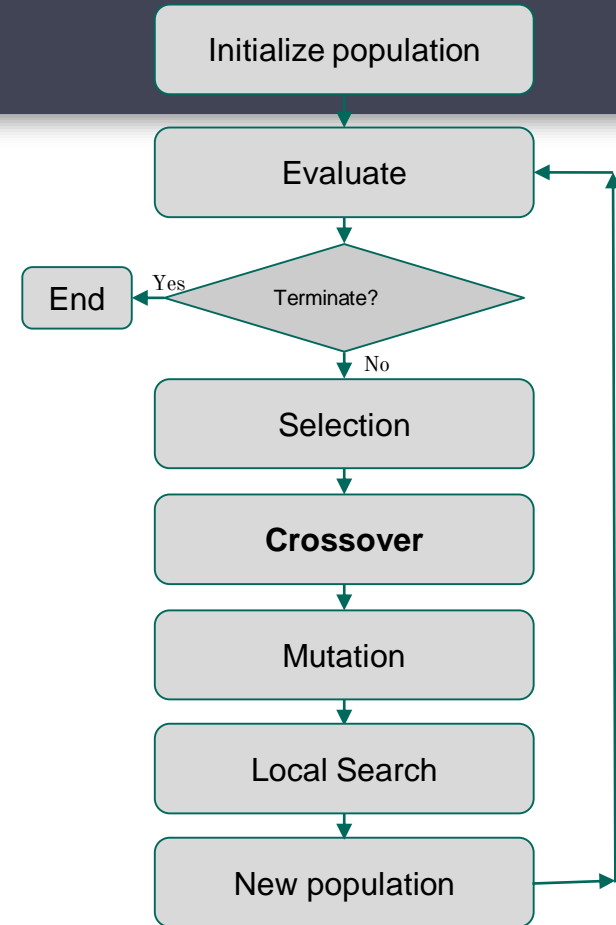 Initialize population
Evaluate
Terminate?
Yes
End
No
Selection
Crossover
Mutation
Local Search
New population